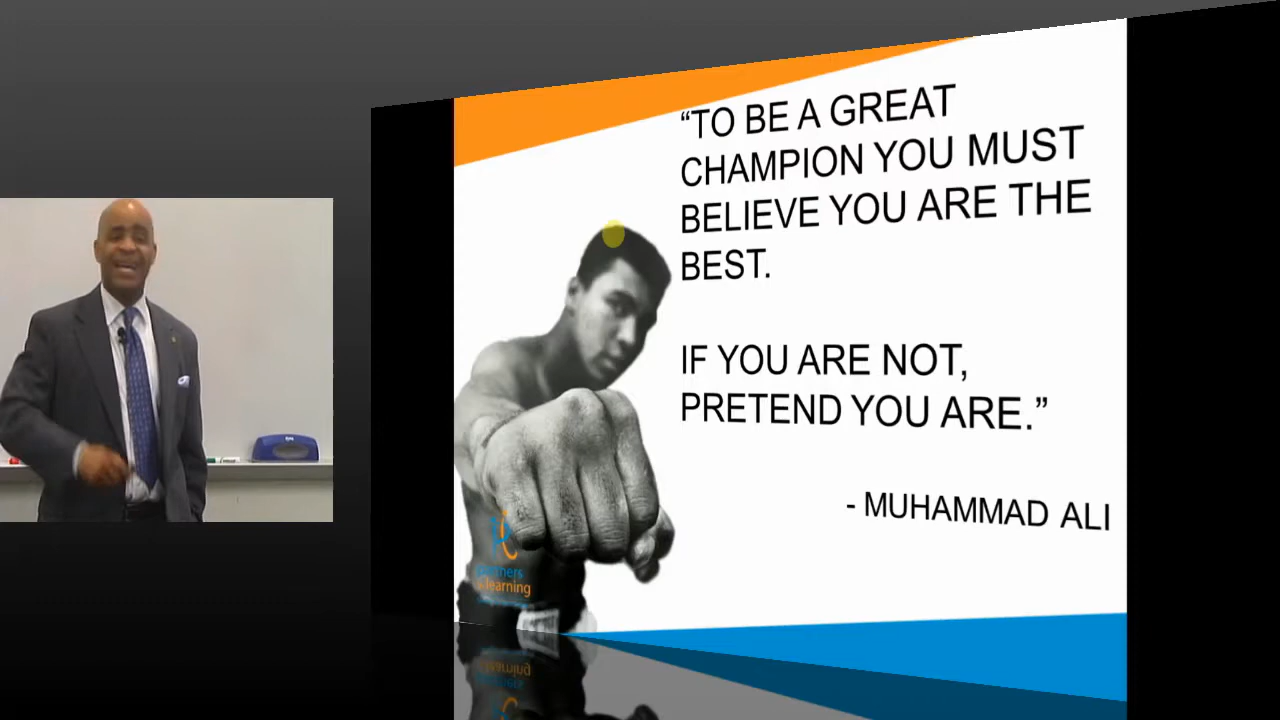 “TO BE A GREAT
CHAMPION YOU MUST
BELIEVE YOU ARE THE
BEST.
IF YOU ARE NOT,
PRETEND YOU ARE.”
- MUHAMMAD ALI
learning